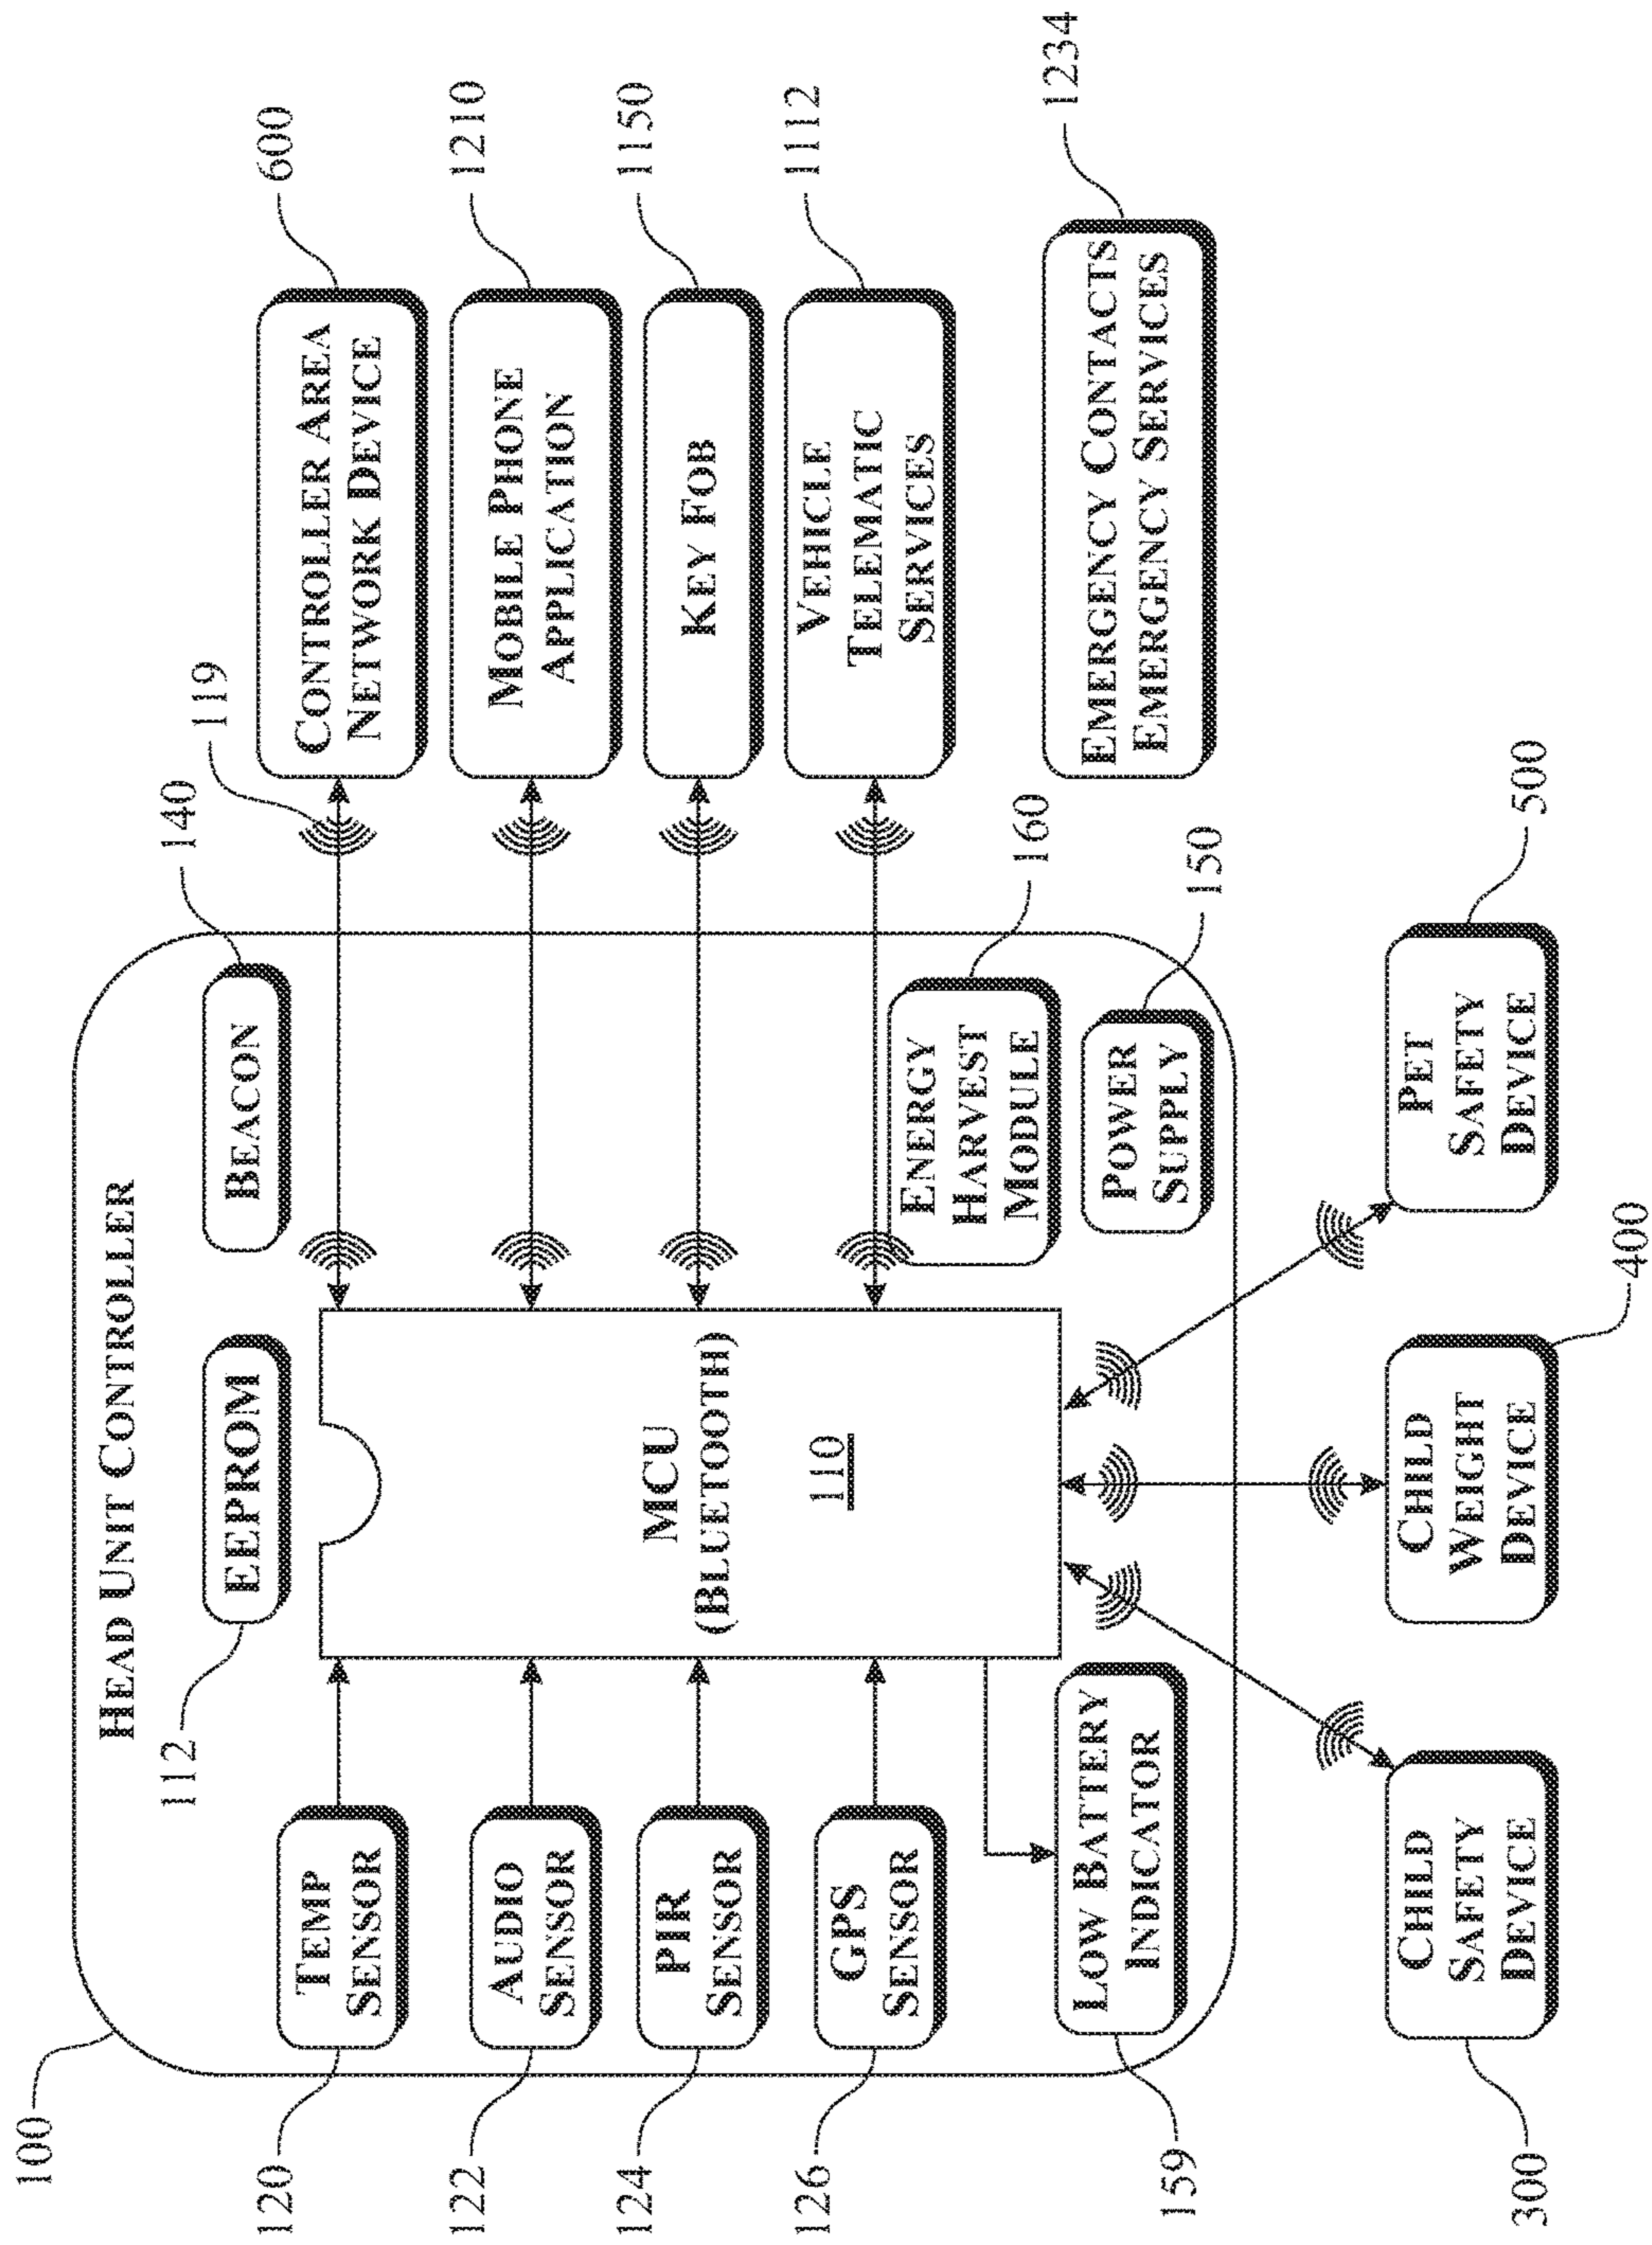 HEAD UNIT CONTROLLER
100
112
EEPROM
BEACON
140
119
TEMP
SENSOR
120
AUDIO
SENSOR
122
PIR
SENSOR
124
GPS
SENSOR
126
MCU
(BLUETOOTH)
110
LOW BATTERY
INDICATOR
159
ENERGY
HARVEST
MODULE
160
POWER
SUPPLY
150
CONTROLLER AREA
NETWORK DEVICE
600
MOBILE PHONE
APPLICATION
1210
KEY FOB
1150
VEHICLE
TELEMATIC
SERVICES
1112
EMERGENCY CONTACTS
EMERGENCY SERVICES
1234
CHILD
SAFETY
DEVICE
300
CHILD
WEIGHT
DEVICE
400
PET
SAFETY
DEVICE
500